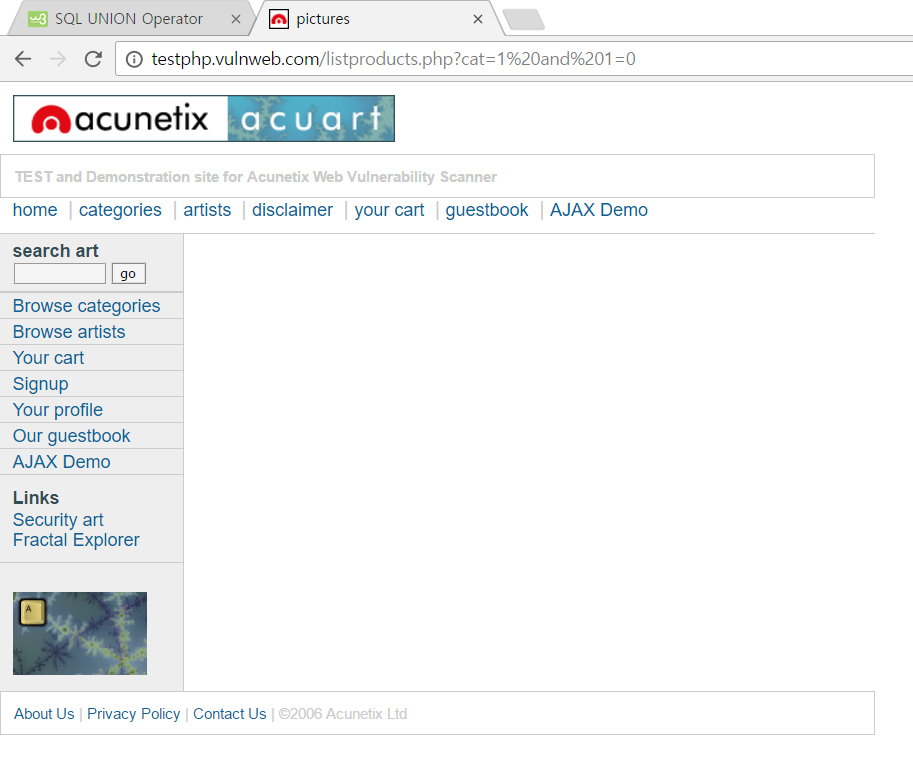 w3 SQL UNION Operator × pictures ×
testphp.vulnweb.com/listproducts.php?cat=1%20and%201=0
acunetix acuart
TEST and Demonstration site for Acunetix Web Vulnerability Scanner
home | categories | artists | disclaimer | your cart | guestbook | AJAX Demo
search art
go
Browse categories
Browse artists
Your cart
Signup
Your profile
Our guestbook
AJAX Demo
Links
Security art
Fractal Explorer
A
About Us | Privacy Policy | Contact Us | ©2006 Acunetix Ltd